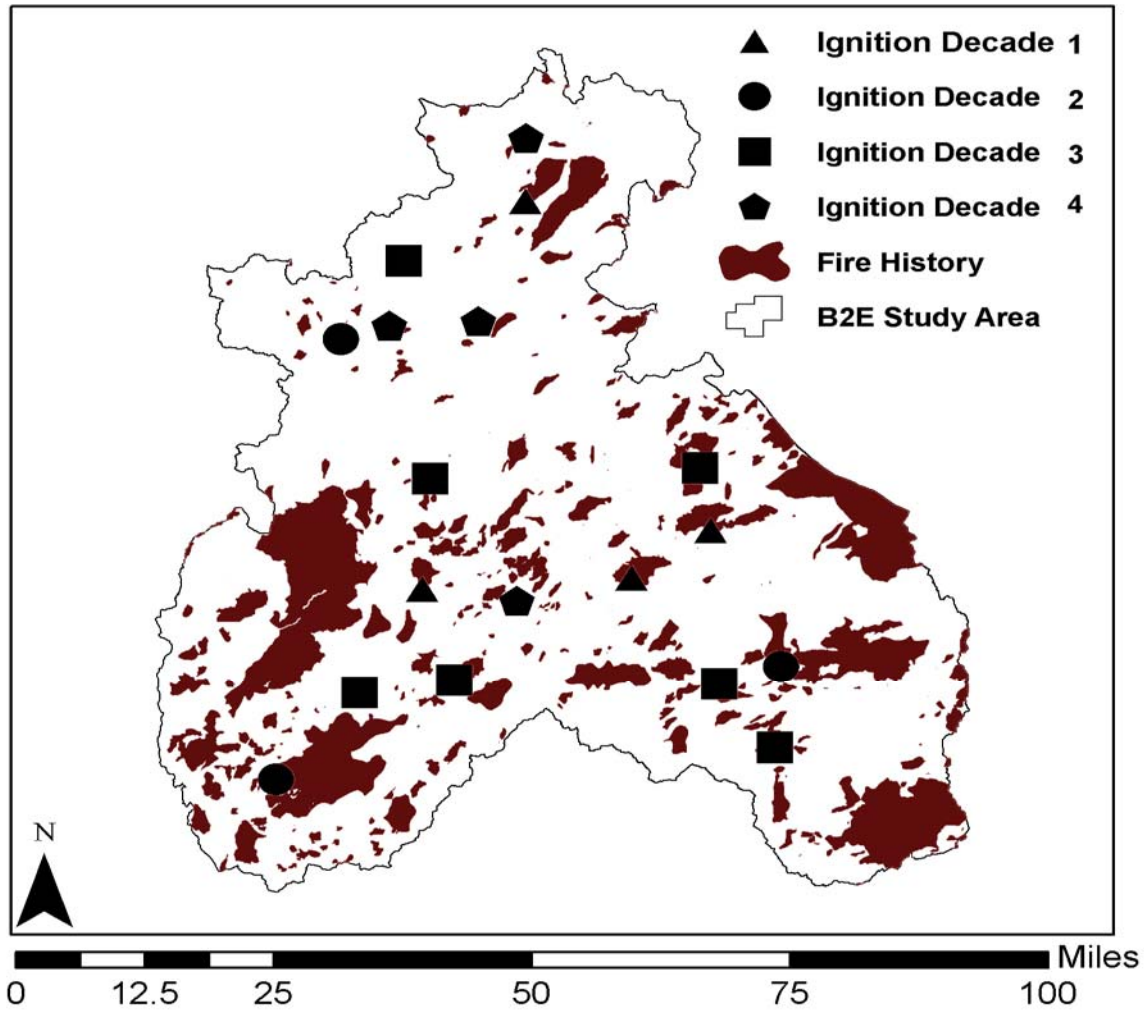 Ignition Decade 1
Ignition Decade 2
Ignition Decade 3
Ignition Decade 4
Fire History
B2E Study Area
N
Miles
0 12.5 25 50 75 100